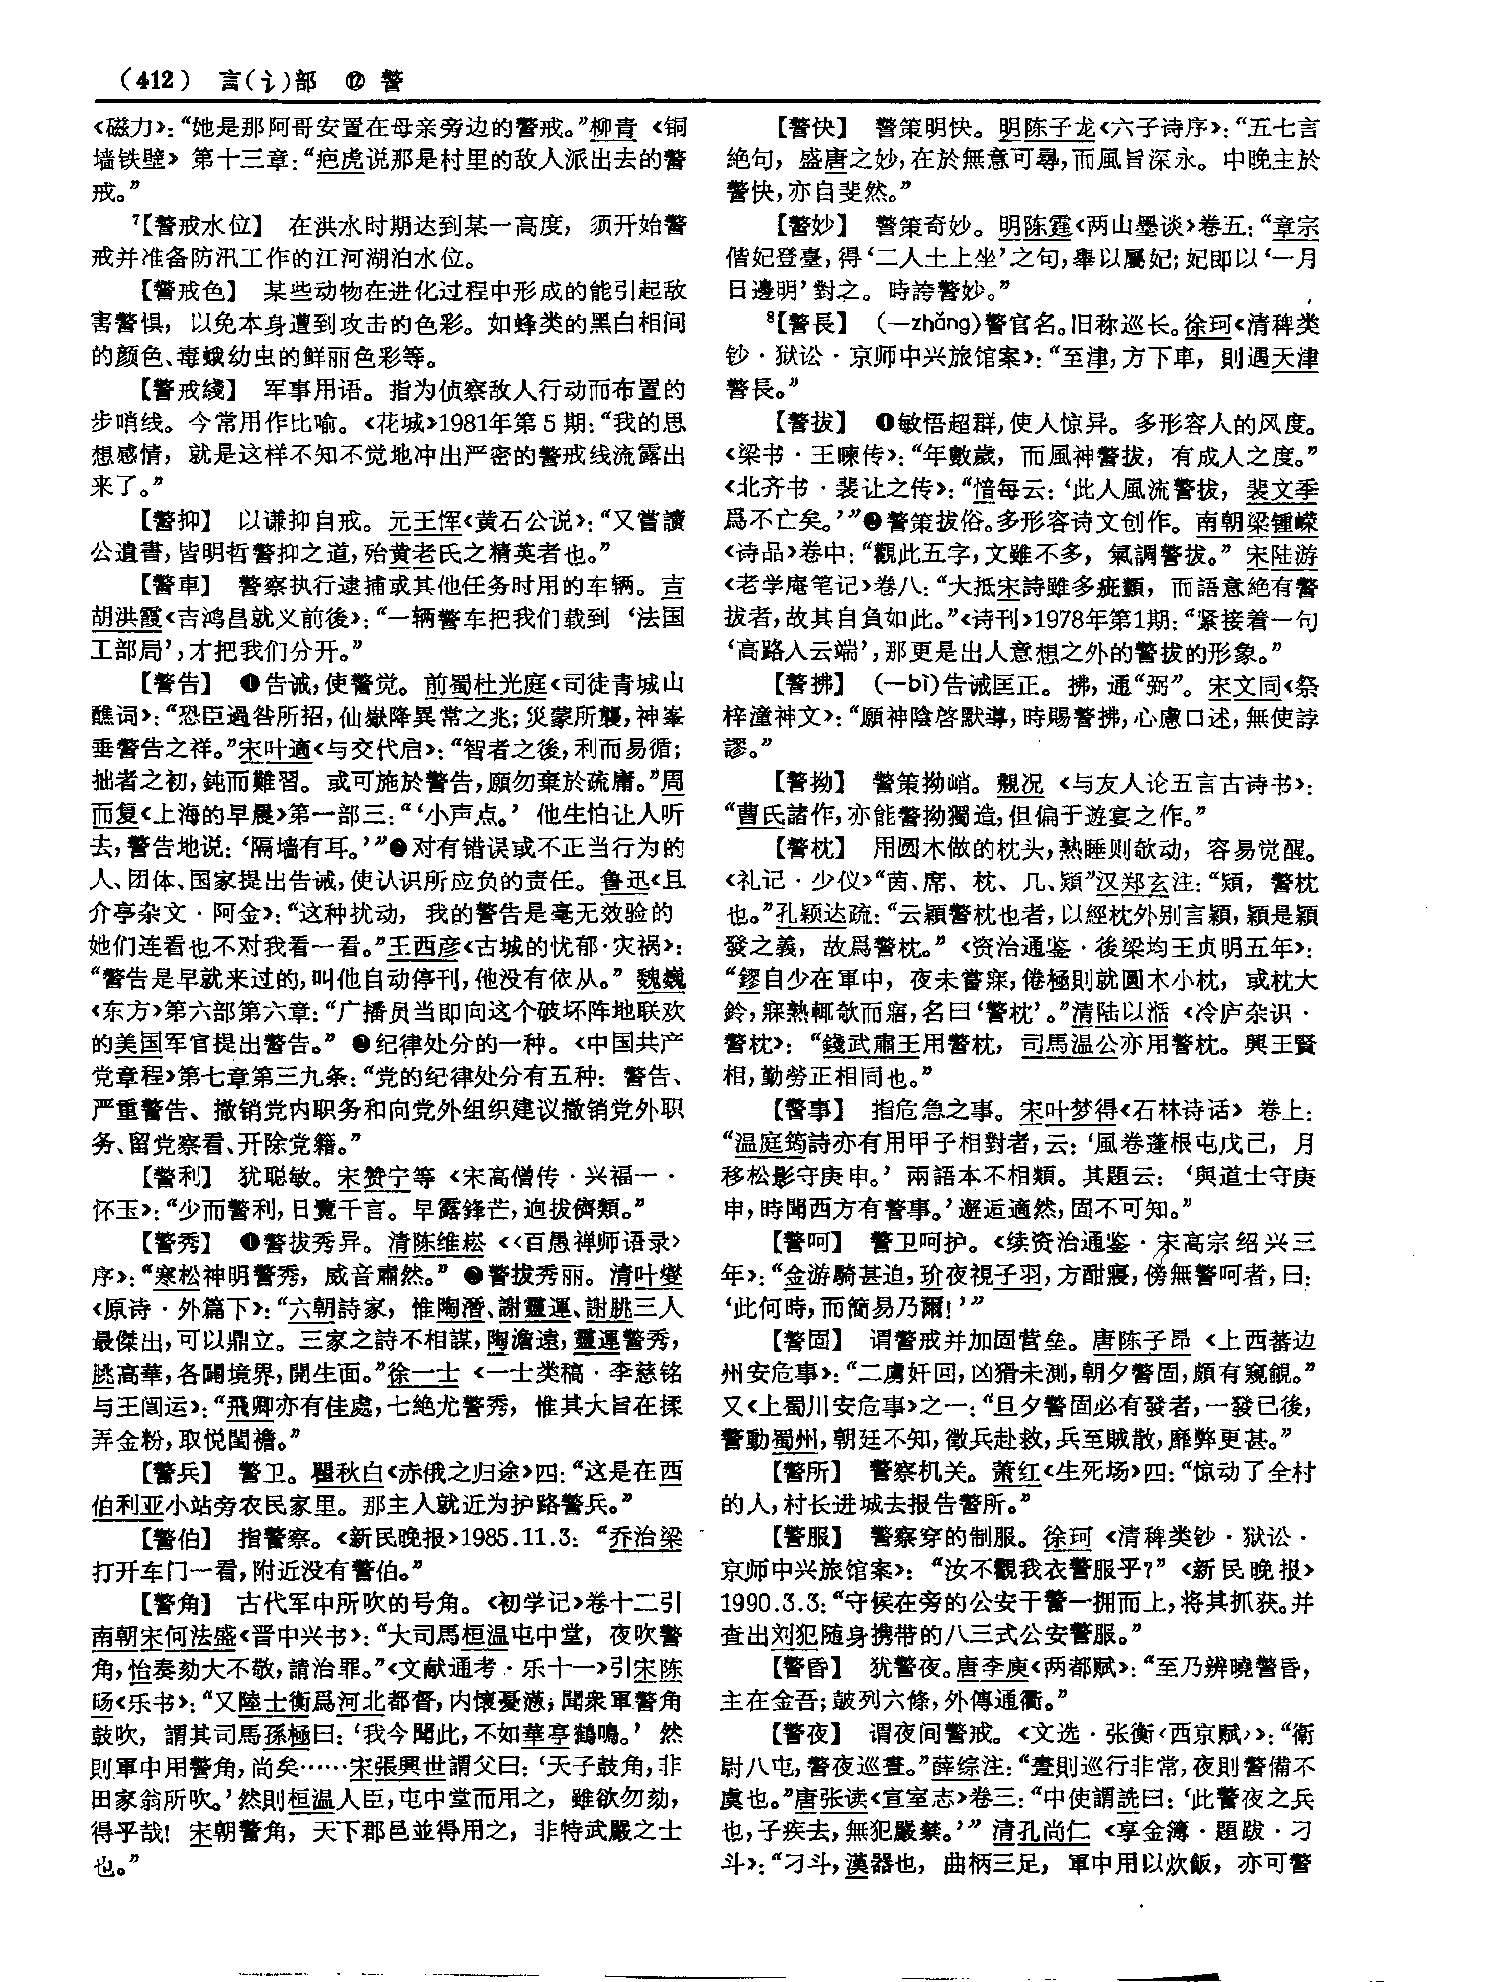 (412) 言(讠)部 ⑫ 警
《磁力》：“她是那阿哥安置在母亲旁边的警戒。”柳青《铜
墙铁壁》第十三章：“疤虎说那是村里的敌人派出去的警
戒。”
7【警戒水位】 在洪水时期达到某一高度，须开始警
戒并准备防汛工作的江河湖泊水位。
【警戒色】 某些动物在进化过程中形成的能引起敌
害警惧，以免本身遭到攻击的色彩。如蜂类的黑白相间
的颜色、毒蛾幼虫的鲜丽色彩等。
【警戒綫】 军事用语。指为侦察敌人行动而布置的
步哨线。今常用作比喻。《花城》1981年第5期：“我的思
想感情，就是这样不知不觉地冲出严密的警戒线流露出
来了。”
【警抑】 以谦抑自戒。元王恽《黄石公说》：“又嘗讀
公遺書，皆明哲警抑之道，殆黄老氏之精英者也。”
【警車】 警察执行逮捕或其他任务时用的车辆。吉
胡洪霞《吉鸿昌就义前後》：“一辆警车把我们载到‘法国
工部局’，才把我们分开。”
【警告】 ❶告诫，使警觉。前蜀杜光庭《司徒青城山
醮词》：“恐臣過咎所招，仙嶽降異常之兆；災蒙所襲，神峯
垂警告之祥。”宋叶適《与交代启》：“智者之後，利而易循；
拙者之初，鈍而難習。或可施於警告，願勿棄於疏庸。”周
而复《上海的早晨》第一部三：“‘小声点。’他生怕让人听
去，警告地说：‘隔墙有耳。’”❷对有错误或不正当行为的
人、团体、国家提出告诫，使认识所应负的责任。鲁迅《且
介亭杂文·阿金》：“这种扰动，我的警告是毫无效验的
她们连看也不对我看一看。”王西彦《古城的忧郁·灾祸》：
“警告是早就来过的，叫他自动停刊，他没有依从。”魏巍
《东方》第六部第六章：“广播员当即向这个破坏阵地联欢
的美国军官提出警告。”❸纪律处分的一种。《中国共产
党章程》第七章第三九条：“党的纪律处分有五种：警告、
严重警告、撤销党内职务和向党外组织建议撤销党外职
务、留党察看、开除党籍。”
【警利】 犹聪敏。宋赞宁等《宋高僧传·兴福一·
怀玉》：“少而警利，日覽千言。早露鋒芒，迥拔儕類。”
【警秀】 ❶警拔秀异。清陈维崧《〈百愚禅师语录〉
序》：“寒松神明警秀，威音肅然。”❷警拔秀丽。清叶燮
《原诗·外篇下》：“六朝詩家，惟陶潛、謝靈運、謝朓三人
最傑出，可以鼎立。三家之詩不相謀，陶澹遠，靈運警秀，
朓高華，各闢境界，開生面。”徐一士《一士类稿·李慈铭
与王闿运》：“飛卿亦有佳處，七絶尤警秀，惟其大旨在揉
弄金粉，取悦閨襜。”
【警兵】 警卫。瞿秋白《赤俄之归途》四：“这是在西
伯利亚小站旁农民家里。那主人就近为护路警兵。”
【警伯】 指警察。《新民晚报》1985.11.3：“乔治梁
打开车门一看，附近没有警伯。”
【警角】 古代军中所吹的号角。《初学记》卷十二引
南朝宋何法盛《晋中兴书》：“大司馬桓温屯中堂，夜吹警
角，怡奏劾大不敬，請治罪。”《文献通考·乐十一》引宋陈
旸《乐书》：“又陸士衡爲河北都督，内懷憂懣；聞衆軍警角
鼓吹，謂其司馬孫極曰：‘我今聞此，不如華亭鶴鳴。’然
則軍中用警角，尚矣……宋張興世謂父曰：‘天子鼓角，非
田家翁所吹。’然則桓温人臣，屯中堂而用之，雖欲勿劾，
得乎哉！宋朝警角，天下郡邑並得用之，非特武嚴之士
也。”
【警快】 警策明快。明陈子龙《六子诗序》：“五七言
絶句，盛唐之妙，在於無意可尋，而風旨深永。中晚主於
警快，亦自斐然。”
【警妙】 警策奇妙。明陈霆《两山墨谈》卷五：“章宗
偕妃登臺，得‘二人土上坐’之句，舉以屬妃；妃即以‘一月
日邊明’對之。時誇警妙。”
8【警長】 (—zhǎng)警官名。旧称巡长。徐珂《清稗类
钞·狱讼·京师中兴旅馆案》：“至津，方下車，則遇天津
警長。”
【警拔】 ❶敏悟超群，使人惊异。多形容人的风度。
《梁书·王暕传》：“年數歲，而風神警拔，有成人之度。”
《北齐书·裴让之传》：“愔每云：‘此人風流警拔，裴文季
爲不亡矣。’”❷警策拔俗。多形容诗文创作。南朝梁锺嵘
《诗品》卷中：“觀此五字，文雖不多，氣調警拔。”宋陆游
《老学庵笔记》卷八：“大抵宋詩雖多疵纇，而語意絶有警
拔者，故其自負如此。”《诗刊》1978年第1期：“紧接着一句
‘高路入云端’，那更是出人意想之外的警拔的形象。”
【警拂】 (—bì)告诫匡正。拂，通“弼”。宋文同《祭
梓潼神文》：“願神陰啓默導，時賜警拂，心慮口述，無使誖
謬。”
【警拗】 警策拗峭。觐况《与友人论五言古诗书》：
“曹氏諸作，亦能警拗獨造，但偏于遊宴之作。”
【警枕】 用圆木做的枕头，熟睡则欹动，容易觉醒。
《礼记·少仪》“茵、席、枕、几、熲”汉郑玄注：“熲，警枕
也。”孔颖达疏：“云熲警枕也者，以經枕外别言熲，熲是熲
發之義，故爲警枕。”《资治通鉴·後梁均王贞明五年》：
“鏐自少在軍中，夜未嘗寐，倦極則就圓木小枕，或枕大
鈴，寐熟輒欹而寤，名曰‘警枕’。”清陆以湉《冷庐杂识·
警枕》：“錢武肅王用警枕，司馬温公亦用警枕。興王賢
相，勤勞正相同也。”
【警事】 指危急之事。宋叶梦得《石林诗话》卷上：
“温庭筠詩亦有用甲子相對者，云：‘風卷蓬根屯戊己，月
移松影守庚申。’兩語本不相類。其題云：‘與道士守庚
申，時聞西方有警事。’邂逅適然，固不可知。”
【警呵】 警卫呵护。《续资治通鉴·宋高宗绍兴三
年》：“金游騎甚迫，玠夜視子羽，方酣寢，傍無警呵者，曰：
‘此何時，而簡易乃爾！’”
【警固】 谓警戒并加固营垒。唐陈子昂《上西蕃边
州安危事》：“二虜奸回，凶猾未測，朝夕警固，頗有窺覦。”
又《上蜀川安危事》之一：“旦夕警固必有發者，一發已後，
警動蜀州，朝廷不知，徵兵赴救，兵至賊散，靡弊更甚。”
【警所】 警察机关。萧红《生死场》四：“惊动了全村
的人，村长进城去报告警所。”
【警服】 警察穿的制服。徐珂《清稗类钞·狱讼·
京师中兴旅馆案》：“汝不觀我衣警服乎？”《新民晚报》
1990.3.3：“守候在旁的公安干警一拥而上，将其抓获。并
查出刘犯随身携带的八三式公安警服。”
【警昏】 犹警夜。唐李庾《两都赋》：“至乃辨曉警昏，
主在金吾；鼓列六條，外傳通衢。”
【警夜】 谓夜间警戒。《文选·张衡〈西京赋〉》：“衛
尉八屯，警夜巡晝。”薛综注：“晝則巡行非常，夜則警備不
虞也。”唐张读《宣室志》卷三：“中使謂詵曰：‘此警夜之兵
也，子疾去，無犯嚴禁。’”清孔尚仁《享金簿·題跋·刁
斗》：“刁斗，漢器也，曲柄三足，軍中用以炊飯，亦可警